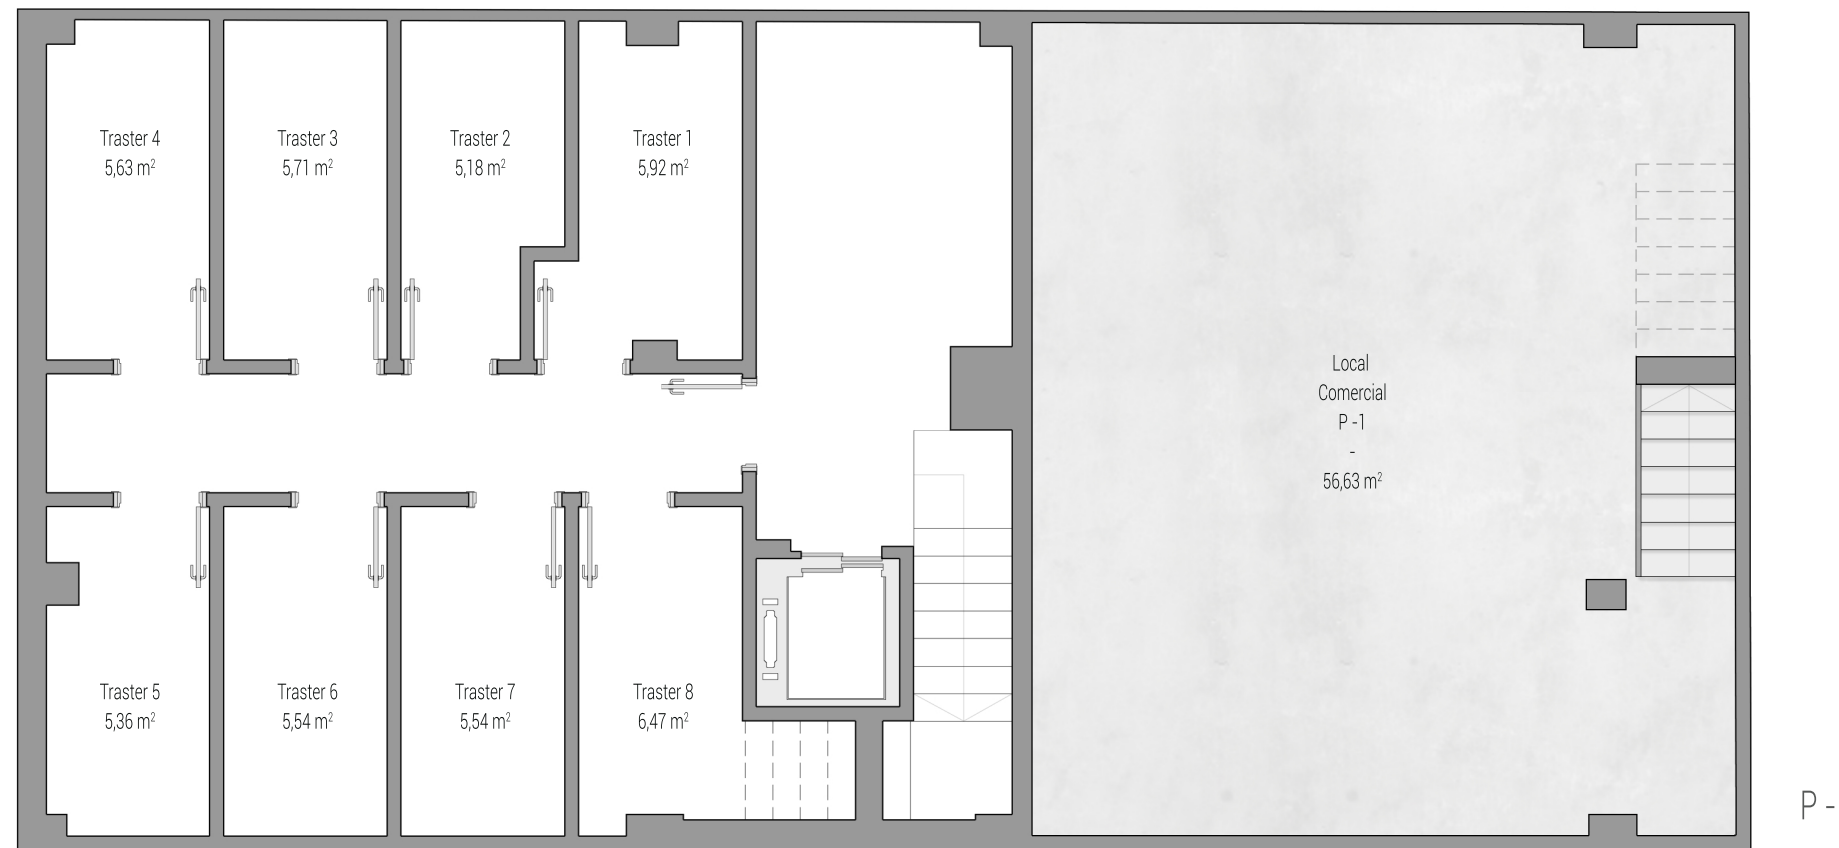 Traster 4
5,63 m²
Traster 3
5,71 m²
Traster 2
5,18 m²
Traster 1
5,92 m²
Local
Comercial
P -1
-
56,63 m²
Traster 5
5,36 m²
Traster 6
5,54 m²
Traster 7
5,54 m²
Traster 8
6,47 m²
P -